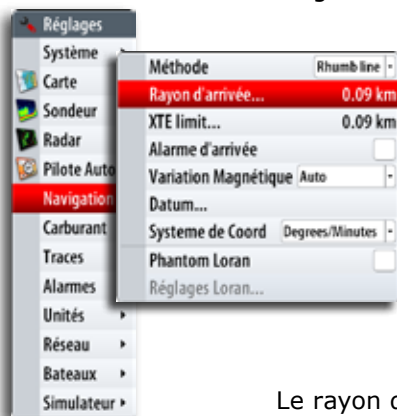 Réglages
Système
Carte
Sondeur
Radar
Pilote Auto
Navigation
Carburant
Traces
Alarmes
Unités
Réseau
Bateaux
Simulateur
Méthode Rhumb line
Rayon d'arrivée... 0.09 km
XTE limit... 0.09 km
Alarme d'arrivée
Variation Magnétique Auto
Datum...
Systeme de Coord Degrees/Minutes
Phantom Loran
Réglages Loran...
Le rayon